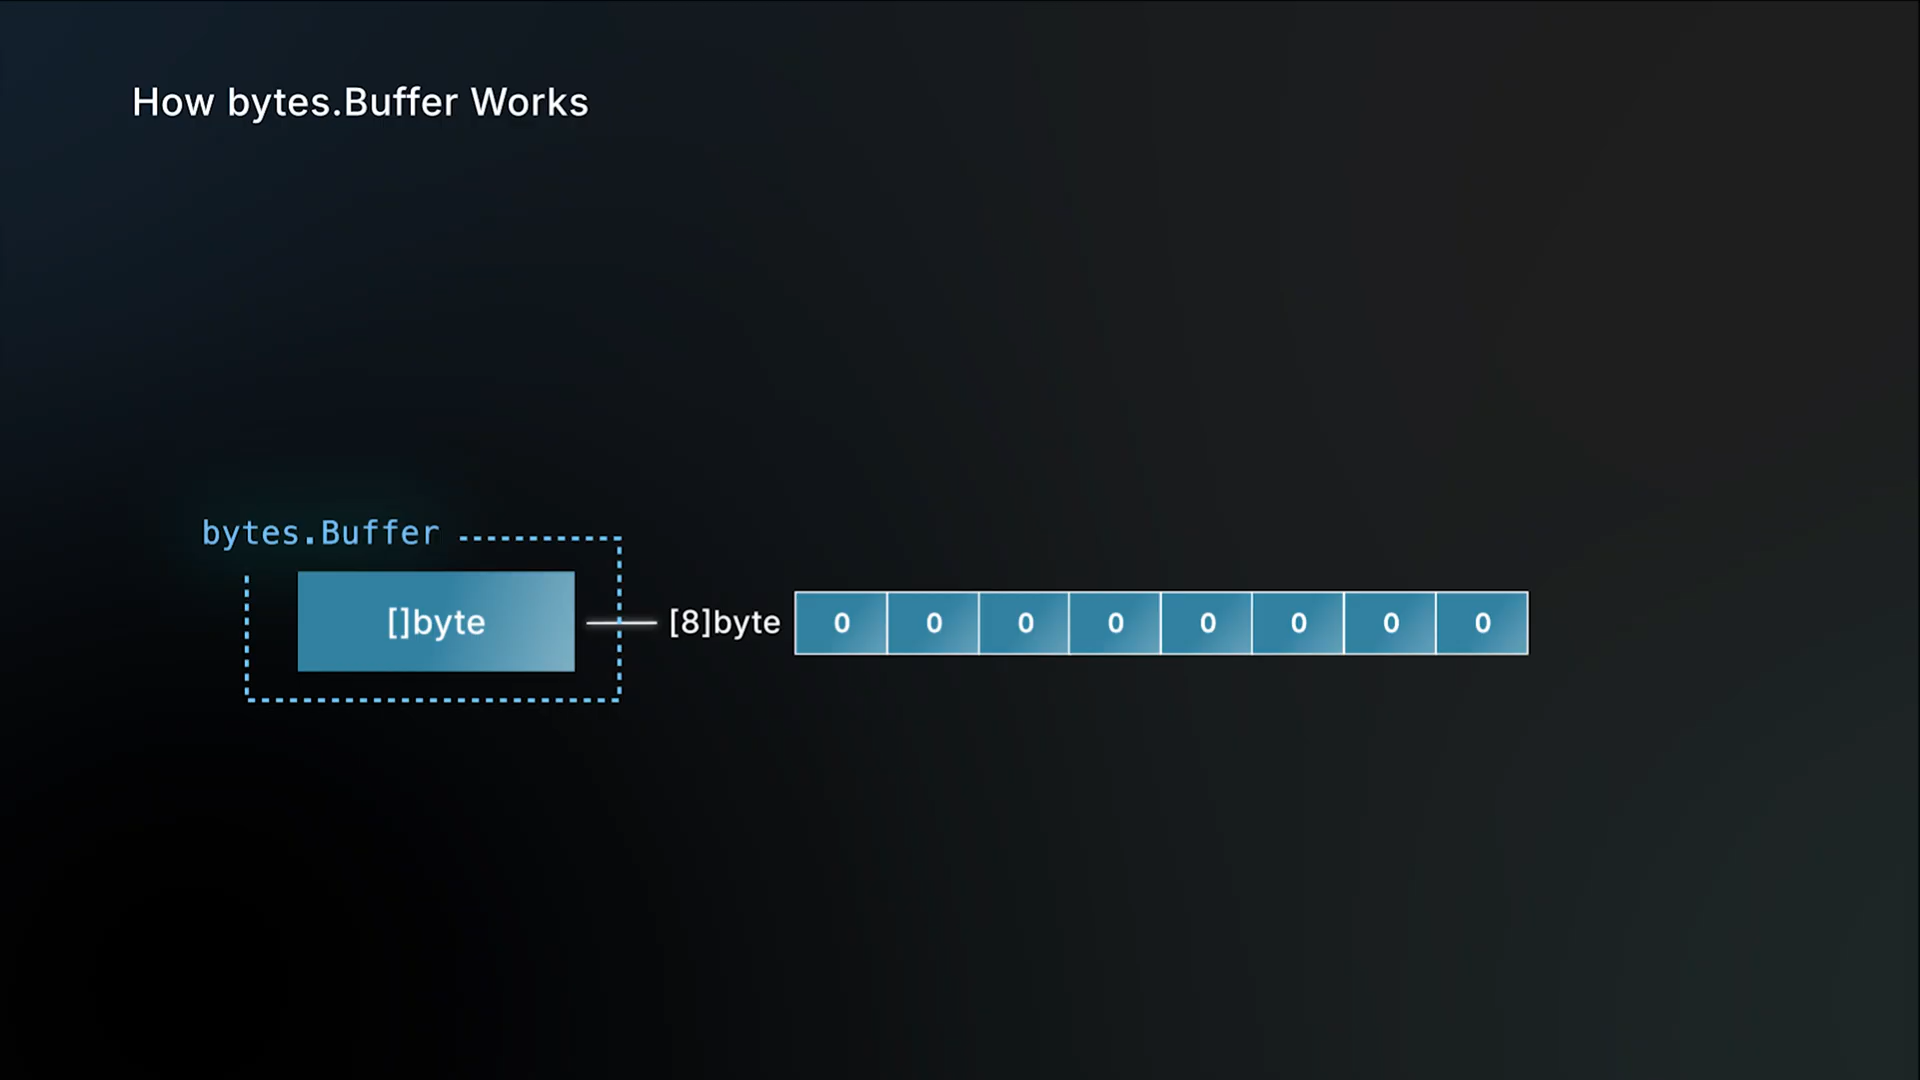 How bytes.Buffer Works
bytes.Buffer
[]byte
[8]byte 0 0 0 0 0 0 0 0